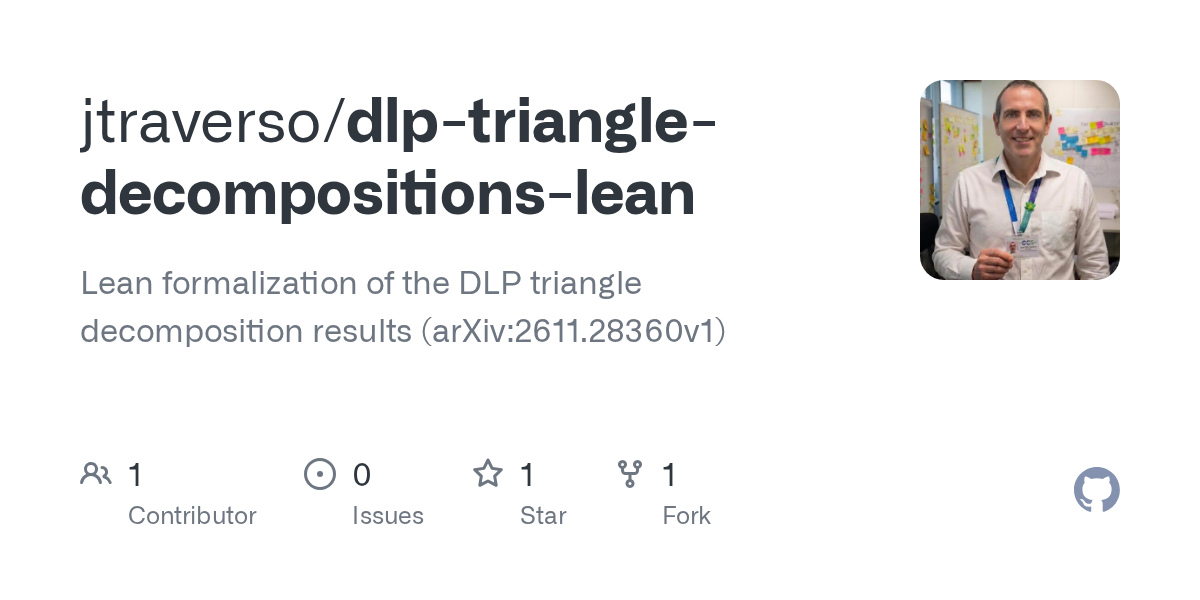 jtraverso/dlp-triangle-
decompositions-lean
Lean formalization of the DLP triangle
decomposition results (arXiv:2611.28360v1)
1
Contributor
0
Issues
1
Star
1
Fork